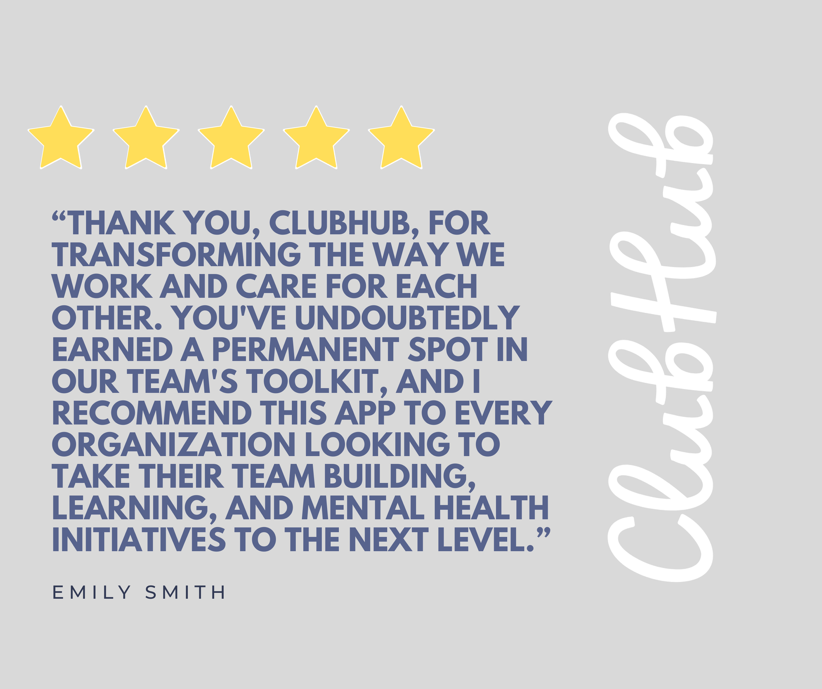 “THANK YOU, CLUBHUB, FOR
TRANSFORMING THE WAY WE
WORK AND CARE FOR EACH
OTHER. YOU'VE UNDOUBTEDLY
EARNED A PERMANENT SPOT IN
OUR TEAM'S TOOLKIT, AND I
RECOMMEND THIS APP TO EVERY
ORGANIZATION LOOKING TO
TAKE THEIR TEAM BUILDING,
LEARNING, AND MENTAL HEALTH
INITIATIVES TO THE NEXT LEVEL.”
EMILY SMITH
ClubHub